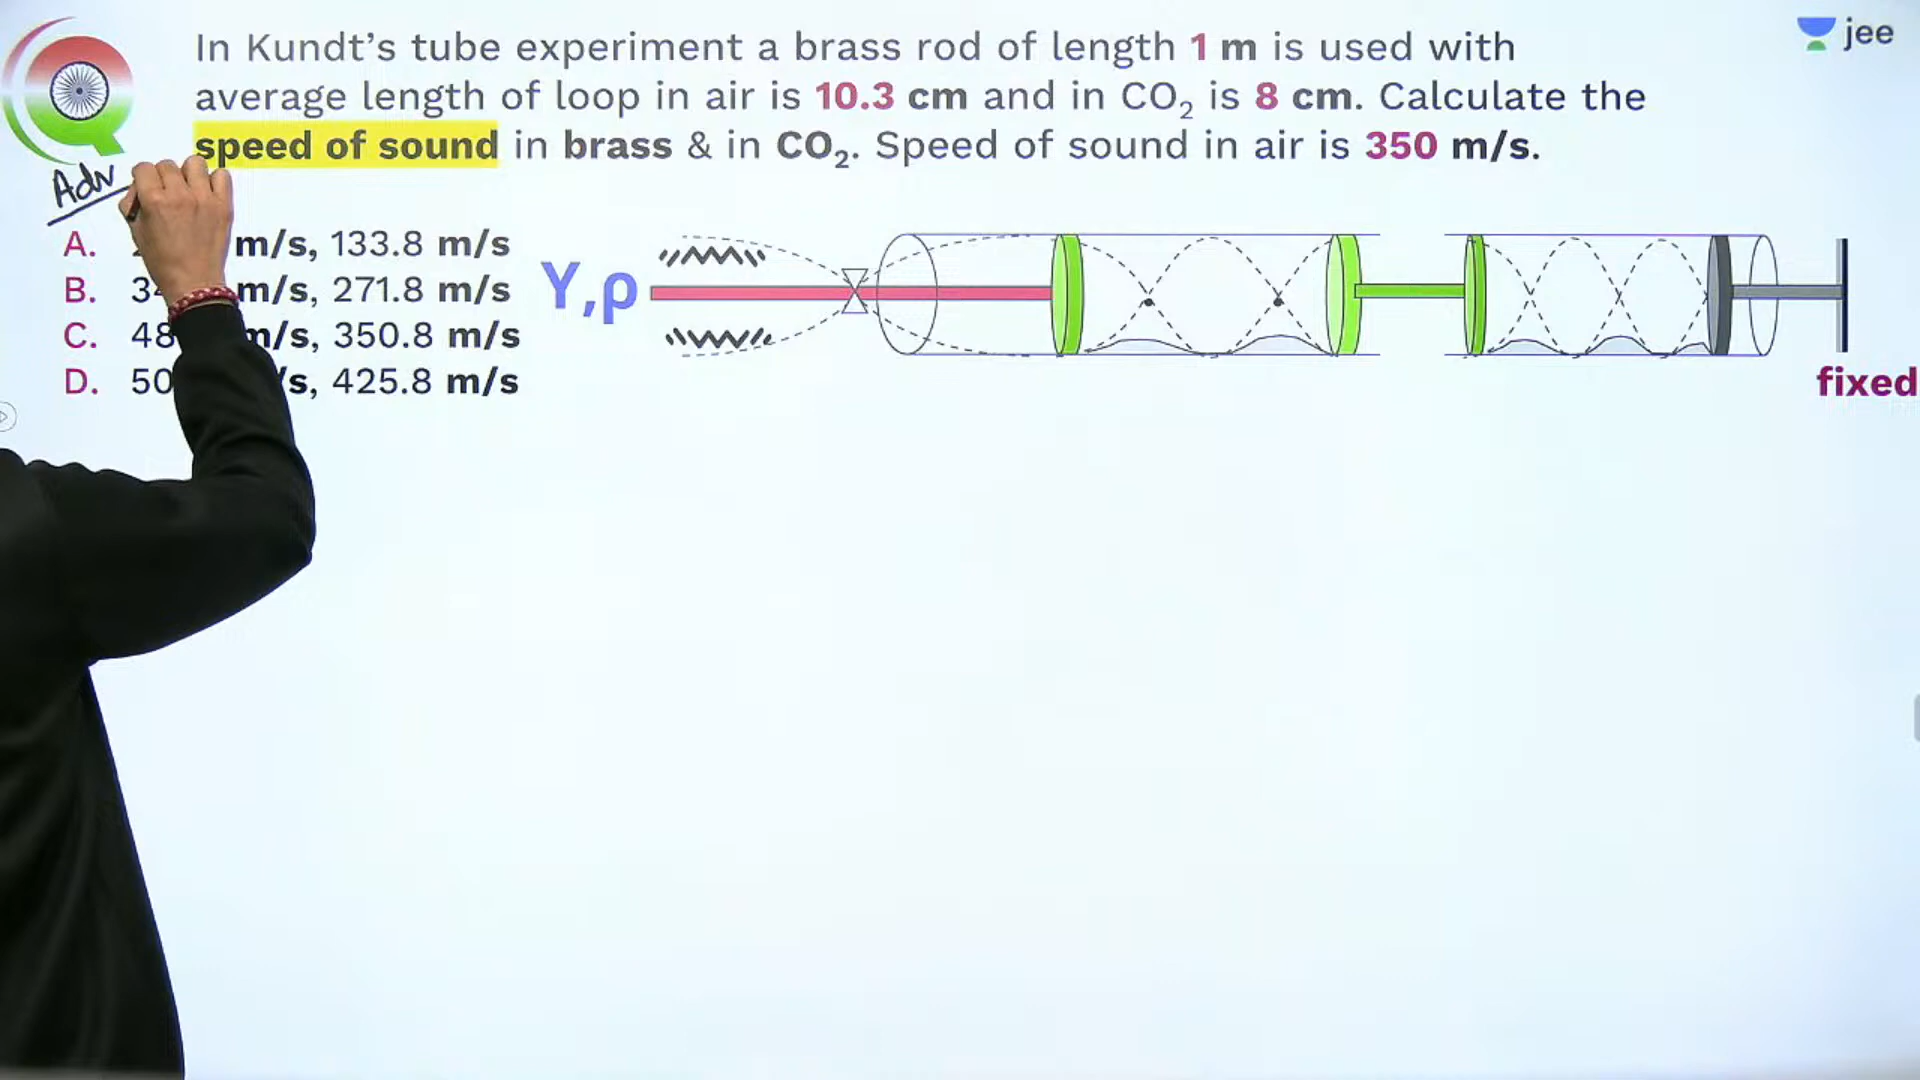 In Kundt's tube experiment a brass rod of length 1 m is used with
jee
average length of loop in air is 10.3 cm and in CO₂ is 8 cm. Calculate the
speed of sound in brass & in CO₂. Speed of sound in air is 350 m/s.
Adv
A. m/s, 133.8 m/s
B. m/s, 271.8 m/s
C. m/s, 350.8 m/s
D. 425.8 m/s
Y,ρ
fixed